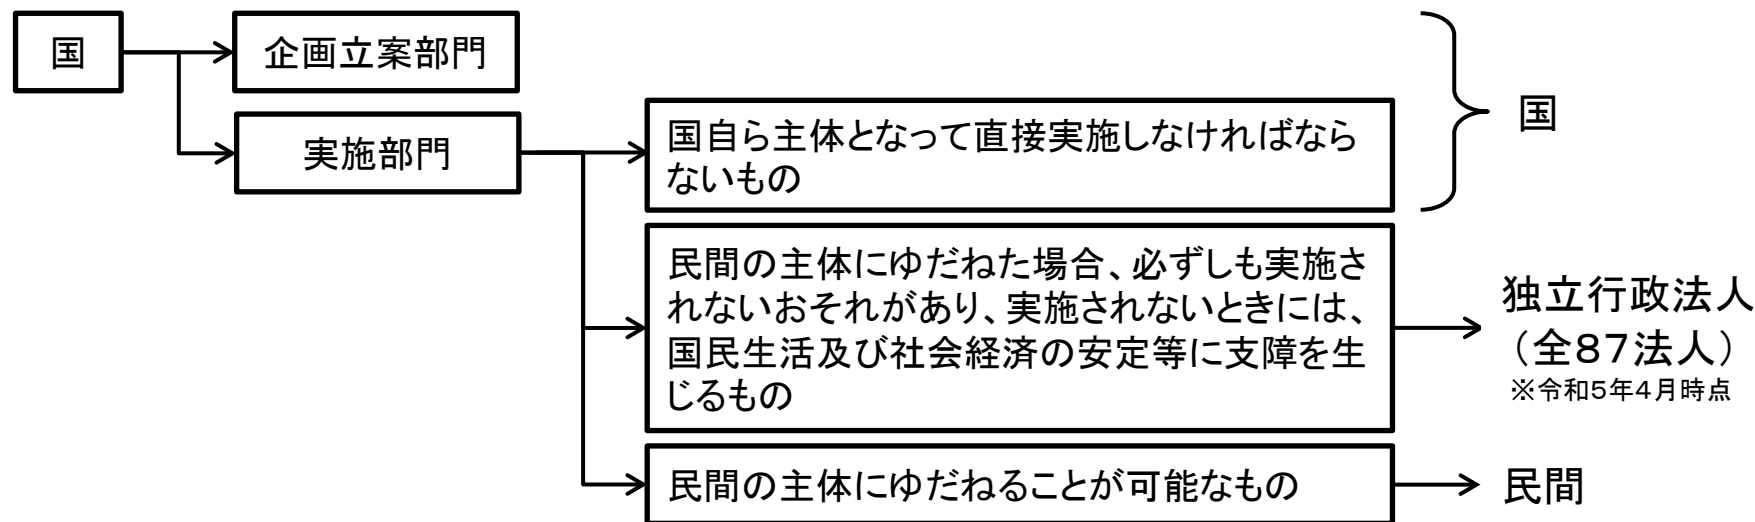 国
企画立案部門
実施部門
国自ら主体となって直接実施しなければなら
ないもの
国
民間の主体にゆだねた場合、必ずしも実施さ
れないおそれがあり、実施されないときには、
国民生活及び社会経済の安定等に支障を生
じるもの
独立行政法人
（全８７法人）
※令和５年４月時点
民間の主体にゆだねることが可能なもの
民間